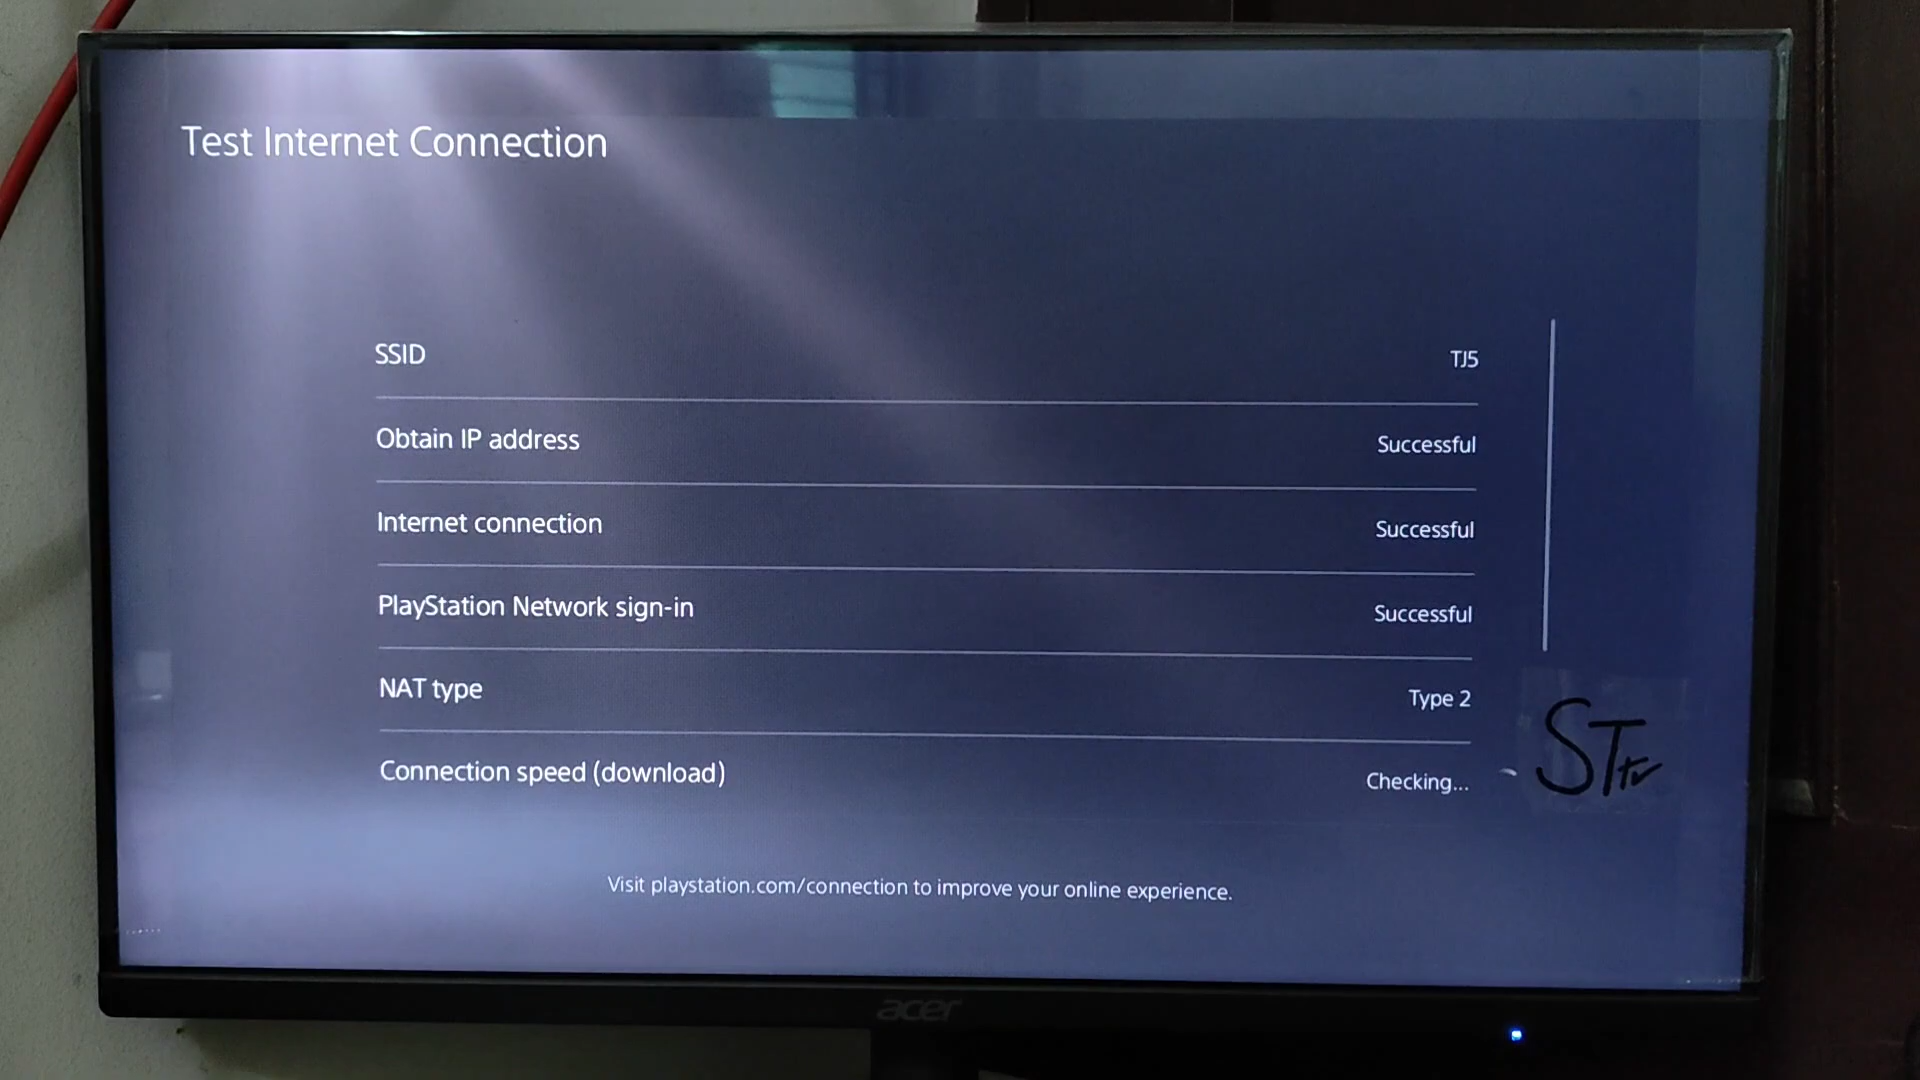 Test Internet Connection
SSID TJ5
Obtain IP address Successful
Internet connection Successful
PlayStation Network sign-in Successful
NAT type Type 2
Connection speed (download) Checking...
STtv
Visit playstation.com/connection to improve your online experience.
acer